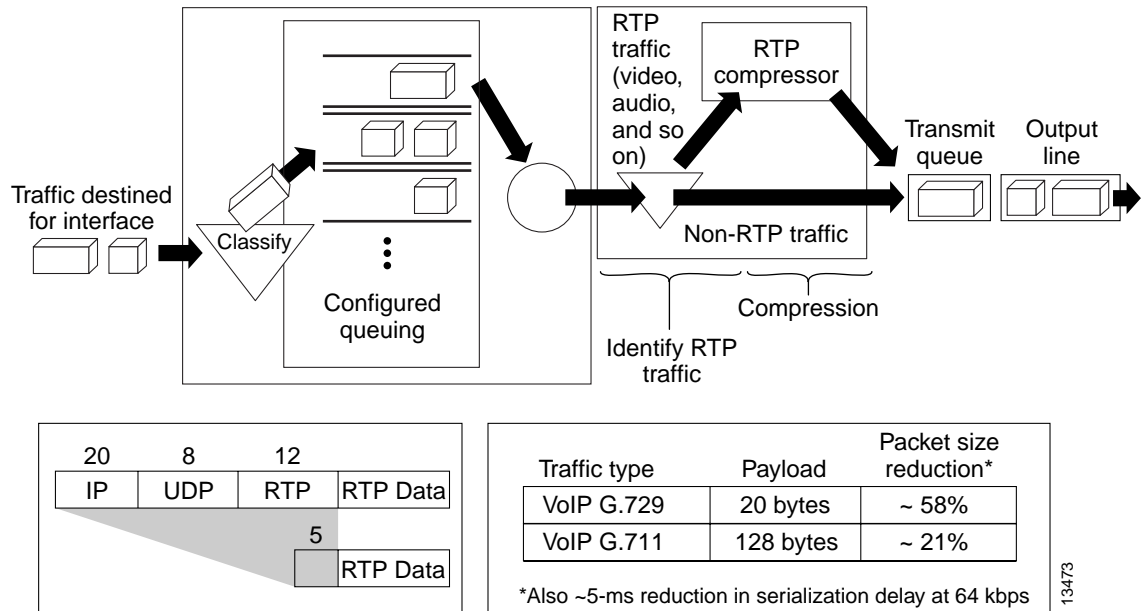 RTP
traffic
(video,
audio,
and so
on)
RTP
compressor
Transmit
queue
Output
line
Traffic destined
for interface
Classify
Non-RTP traffic
Configured
queuing
Compression
Identify RTP
traffic
20 8 12
IP UDP RTP RTP Data
5
RTP Data
Traffic type Payload Packet size
reduction*
VoIP G.729 20 bytes ~ 58%
VoIP G.711 128 bytes ~ 21%
*Also ~5-ms reduction in serialization delay at 64 kbps
13473